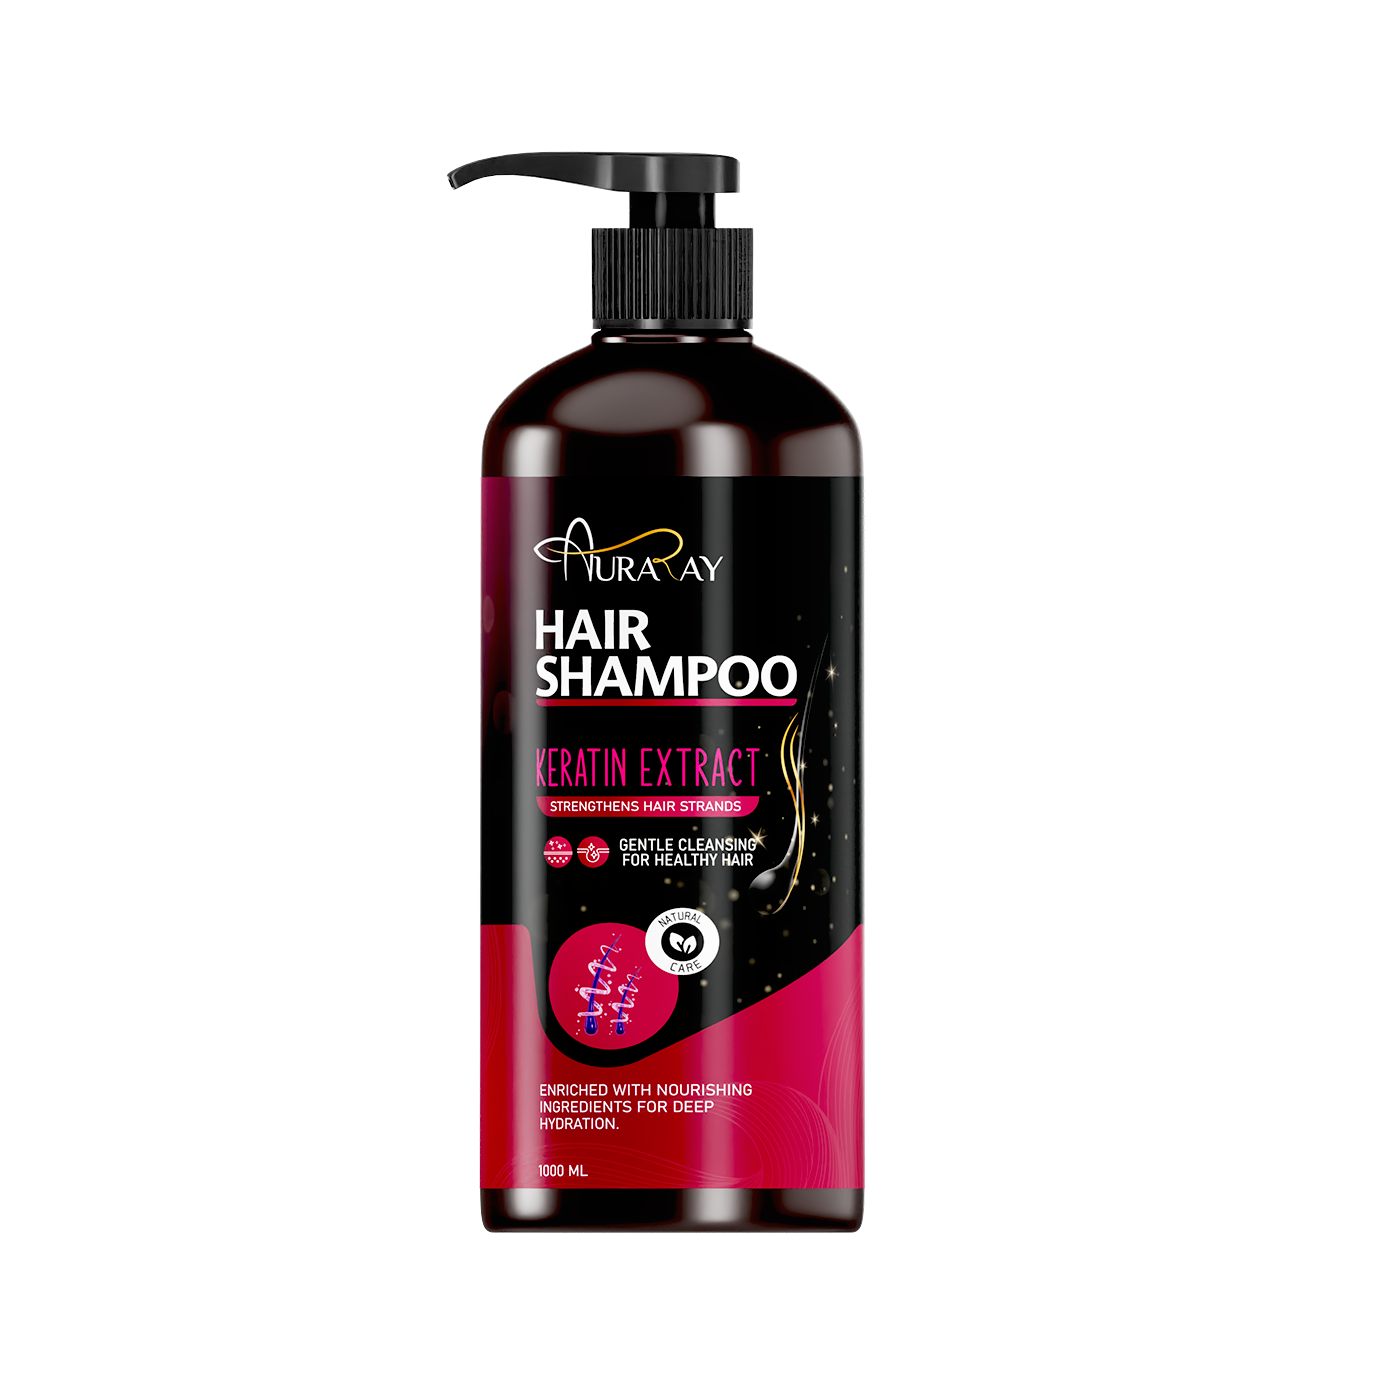 AURARAY
HAIR
SHAMPOO
KERATIN EXTRACT
STRENGTHENS HAIR STRANDS
GENTLE CLEANSING
FOR HEALTHY HAIR
NATURAL
CARE
ENRICHED WITH NOURISHING
INGREDIENTS FOR DEEP
HYDRATION.
1000 ML